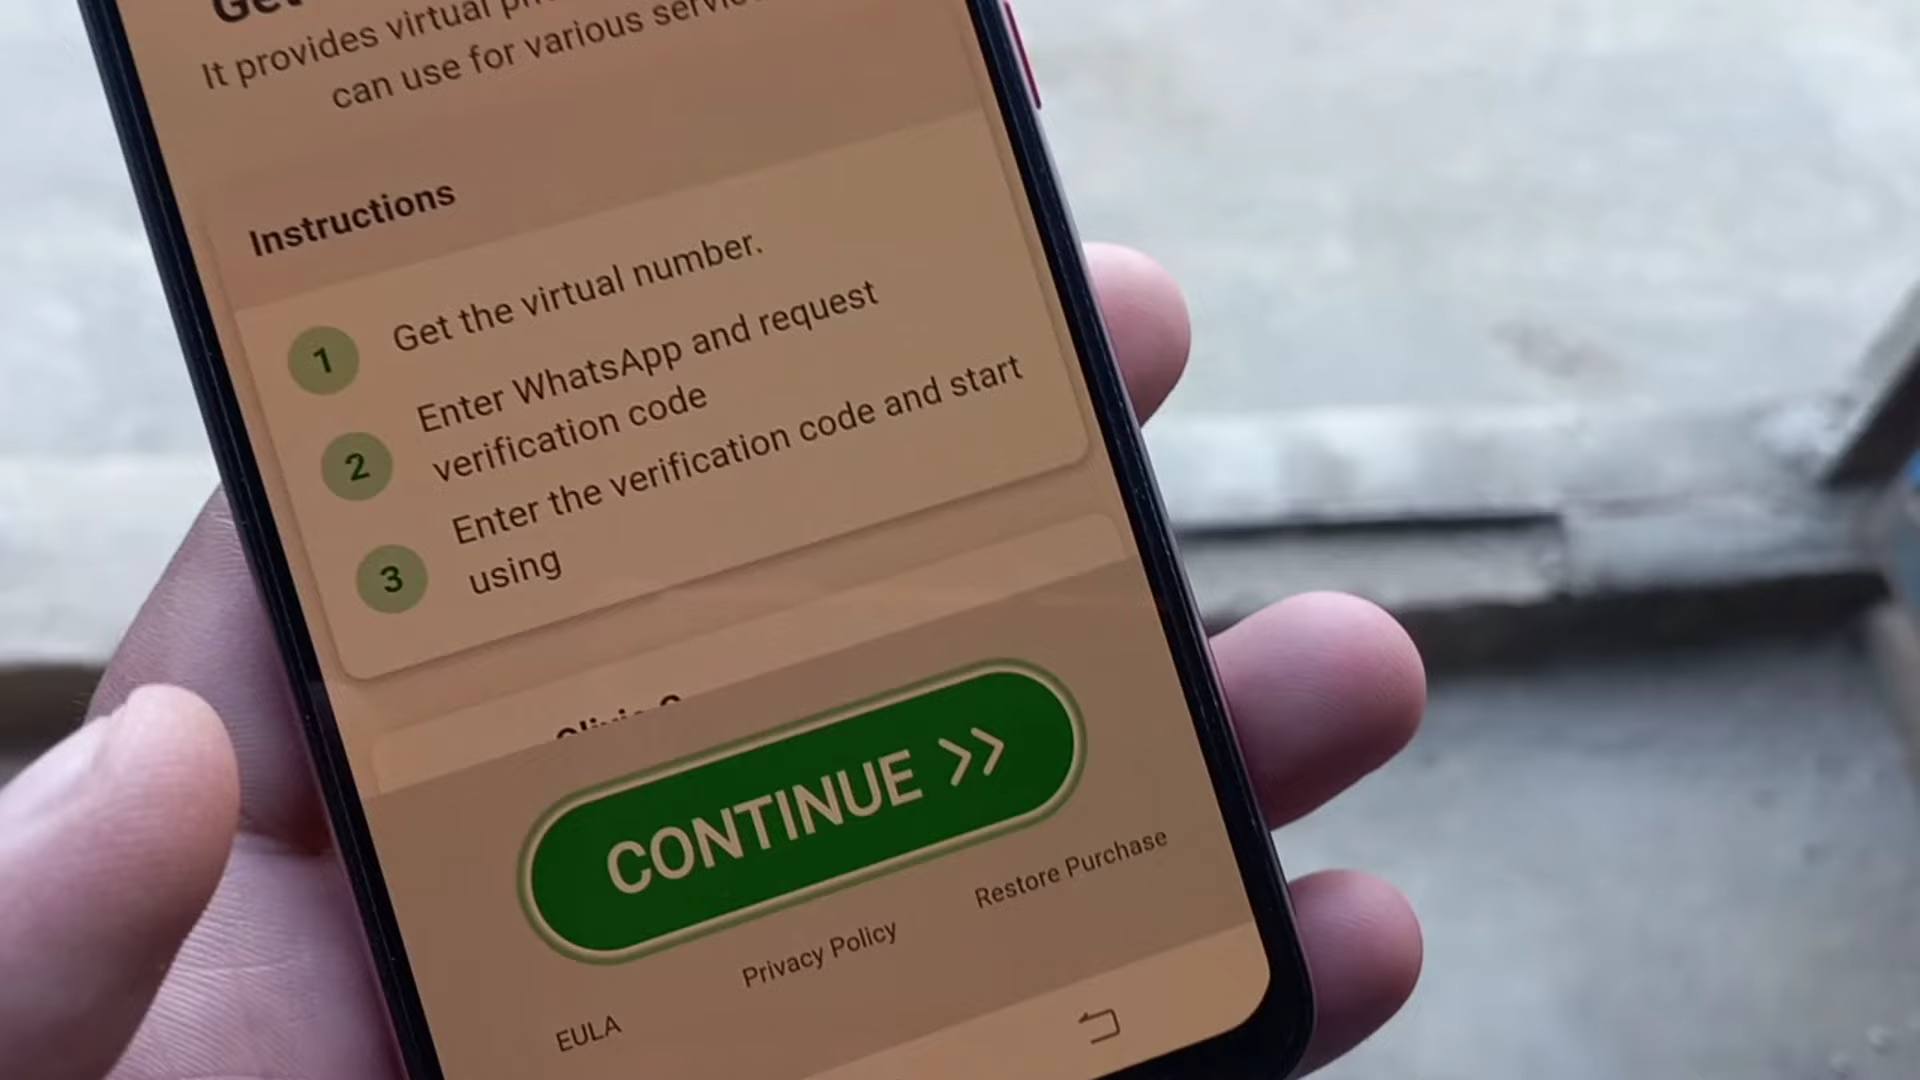 Get
It provides virtual
can use for various
Instructions
1 Get the virtual number.
2 Enter WhatsApp and request
verification code
3 Enter the verification code and start
using
CONTINUE >>
EULA
Privacy Policy
Restore Purchase